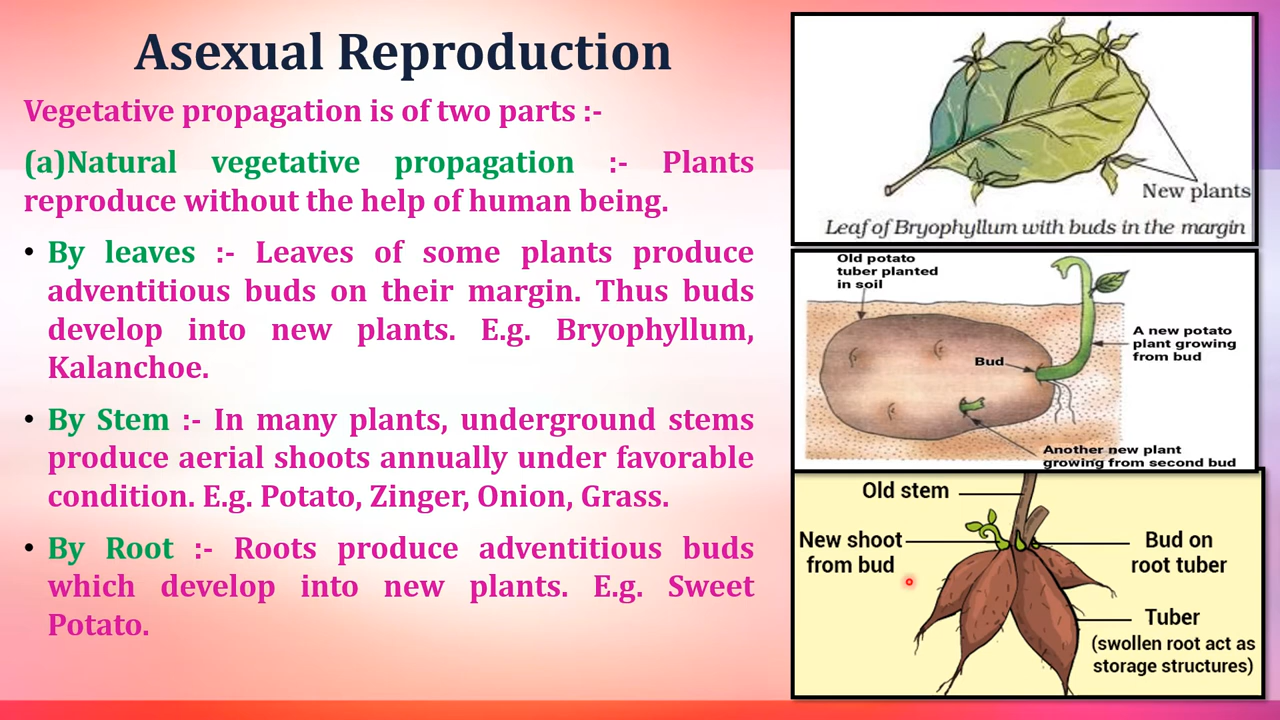 Asexual Reproduction
Vegetative propagation is of two parts :-
(a)Natural vegetative propagation :- Plants
reproduce without the help of human being.
• By leaves :- Leaves of some plants produce
adventitious buds on their margin. Thus buds
develop into new plants. E.g. Bryophyllum,
Kalanchoe.
• By Stem :- In many plants, underground stems
produce aerial shoots annually under favorable
condition. E.g. Potato, Zinger, Onion, Grass.
• By Root :- Roots produce adventitious buds
which develop into new plants. E.g. Sweet
Potato.
New plants
Leaf of Bryophyllum with buds in the margin
Old potato
tuber planted
in soil
Bud
A new potato
plant growing
from bud
Another new plant
growing from second bud
Old stem
New shoot
from bud
Bud on
root tuber
Tuber
(swollen root act as
storage structures)